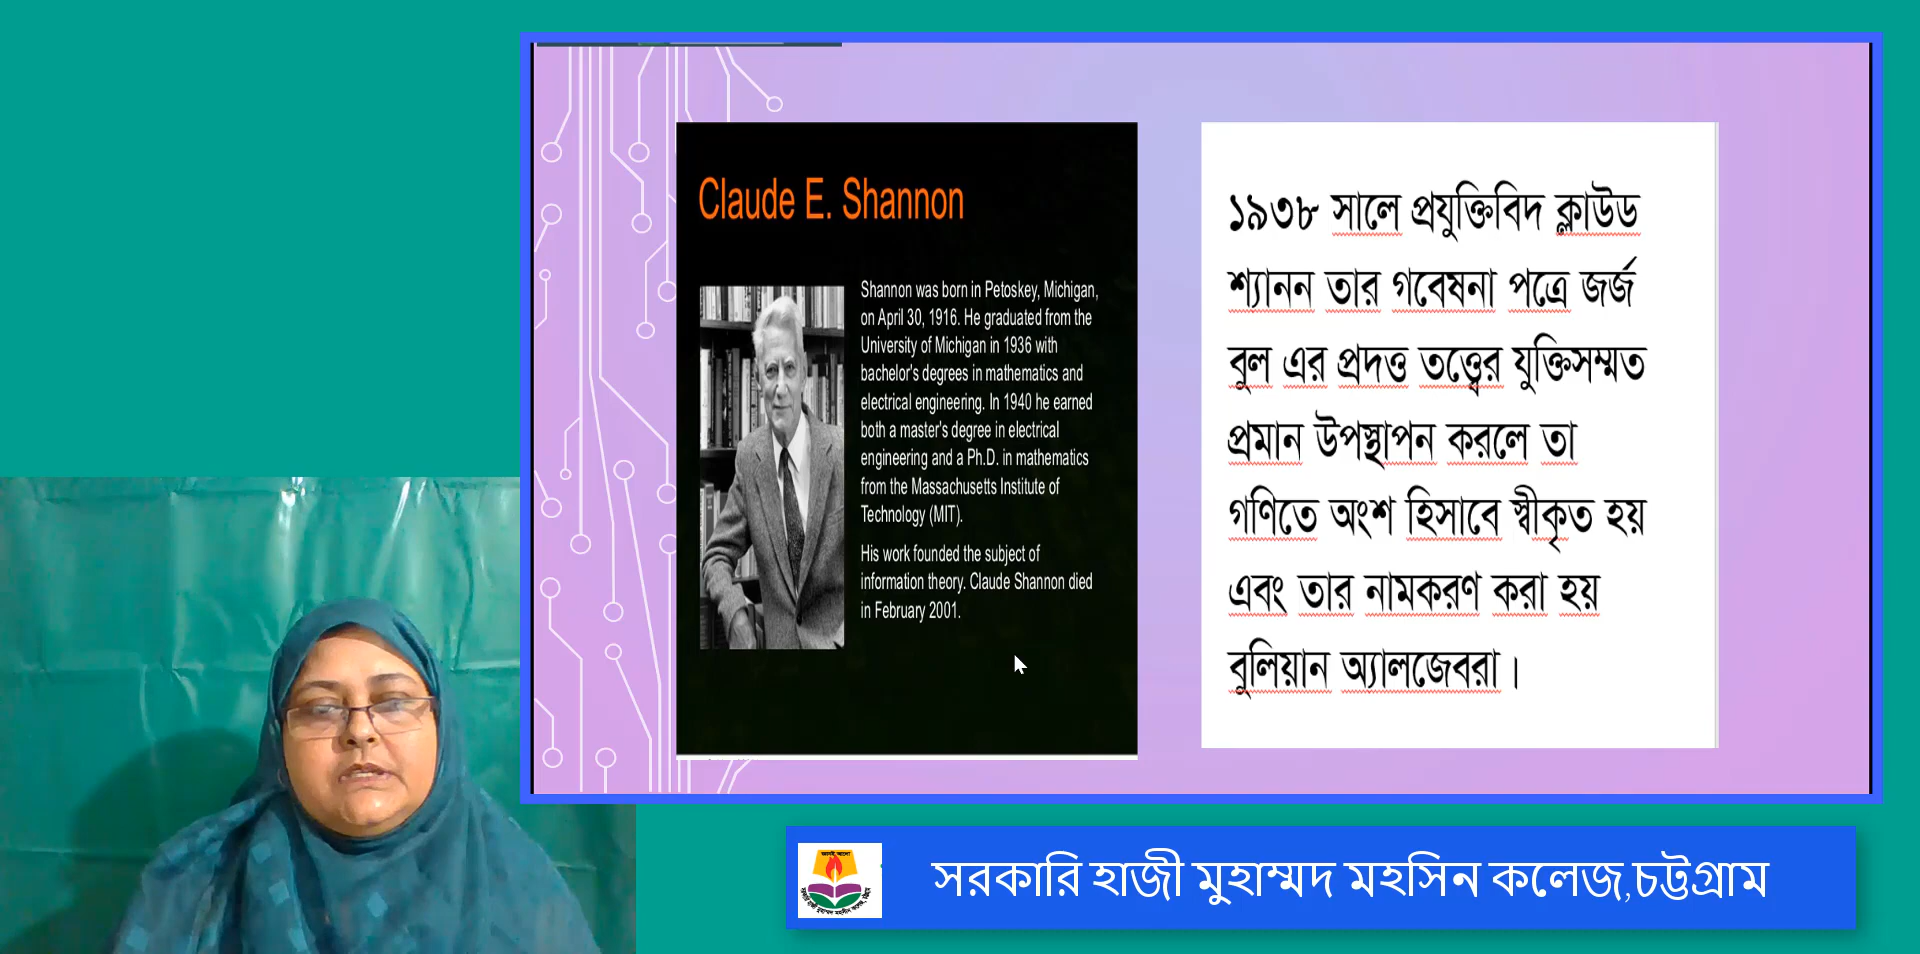 Claude E. Shannon
Shannon was born in Petoskey, Michigan,
on April 30, 1916. He graduated from the
University of Michigan in 1936 with
bachelor's degrees in mathematics and
electrical engineering. In 1940 he earned
both a master's degree in electrical
engineering and a Ph.D. in mathematics
from the Massachusetts Institute of
Technology (MIT).
His work founded the subject of
information theory. Claude Shannon died
in February 2001.
১৯৩৮ সালে প্রযুক্তিবিদ ক্লাউড
শ্যানন তার গবেষনা পত্রে জর্জ
বুল এর প্রদত্ত তত্ত্বের যুক্তিসম্মত
প্রমান উপস্থাপন করলে তা
গণিতে অংশ হিসাবে স্বীকৃত হয়
এবং তার নামকরণ করা হয়
বুলিয়ান অ্যালজেবরা।
সরকারি হাজী মুহাম্মদ মহসিন কলেজ,চট্টগ্রাম